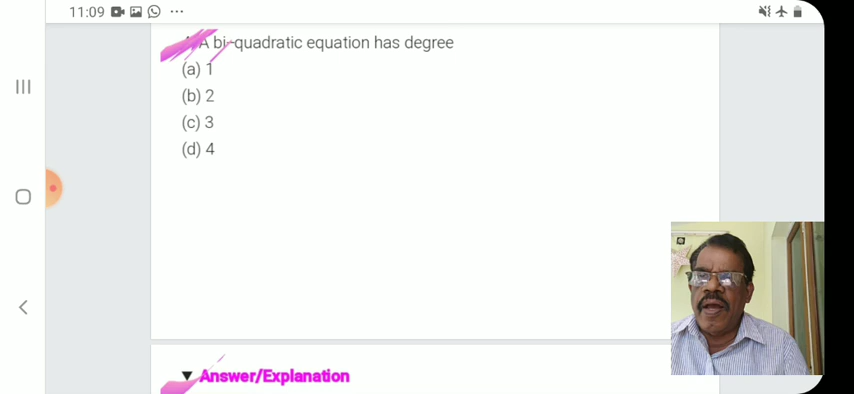 11:09
A bi-quadratic equation has degree
(a) 1
(b) 2
(c) 3
(d) 4
Answer/Explanation